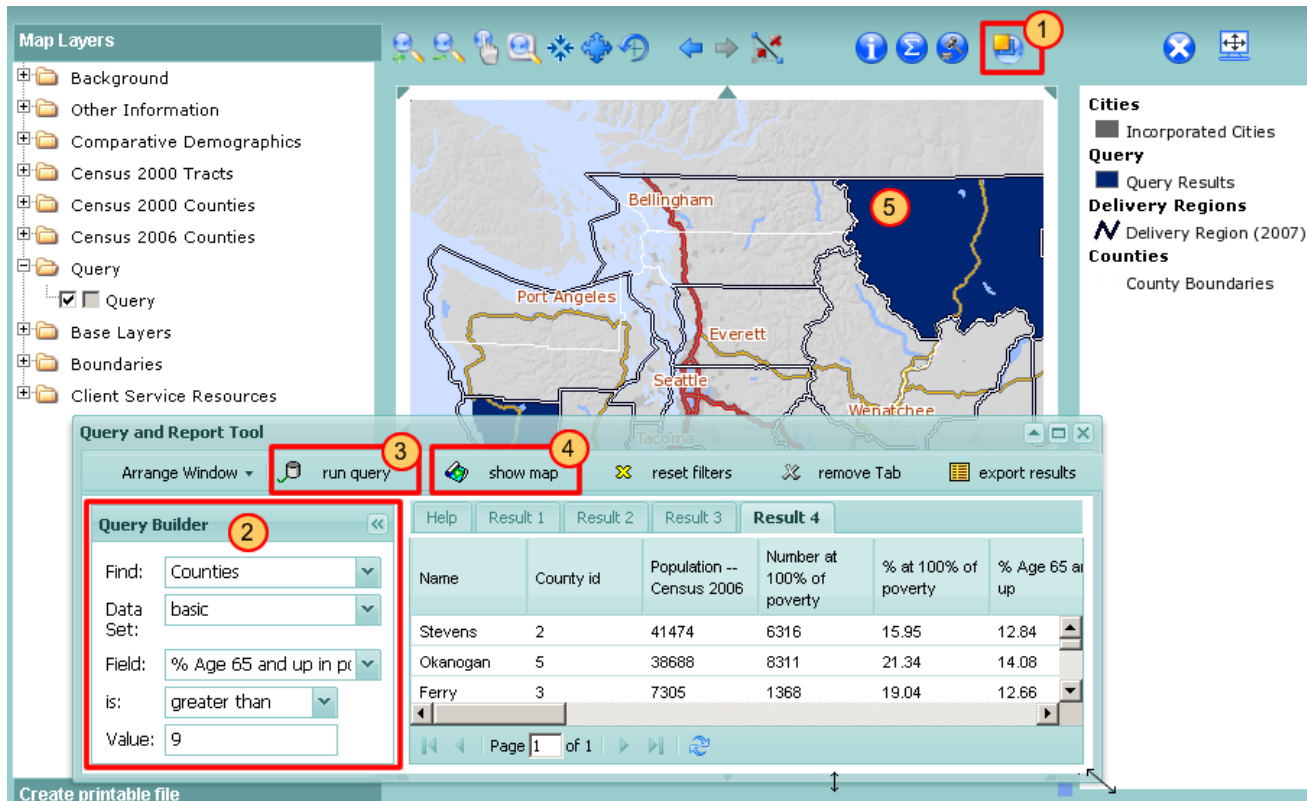 Map Layers
Background
Other Information
Comparative Demographics
Census 2000 Tracts
Census 2000 Counties
Census 2006 Counties
Query
Query
Base Layers
Boundaries
Client Service Resources
Create printable file
1
Bellingham
5
Port Angeles
Everett
Seattle
Wenatchee
Tacoma
Cities
Incorporated Cities
Query
Query Results
Delivery Regions
Delivery Region (2007)
Counties
County Boundaries
Query and Report Tool
Arrange Window
run query
3
show map
4
reset filters
remove Tab
export results
Query Builder
2
Find: Counties
Data Set: basic
Field: % Age 65 and up in po
is: greater than
Value: 9
Help Result 1 Result 2 Result 3 Result 4
Name County id Population -- Census 2006 Number at 100% of poverty % at 100% of poverty % Age 65 an up
Stevens 2 41474 6316 15.95 12.84
Okanogan 5 38688 8311 21.34 14.08
Ferry 3 7305 1368 19.04 12.66
Page 1 of 1